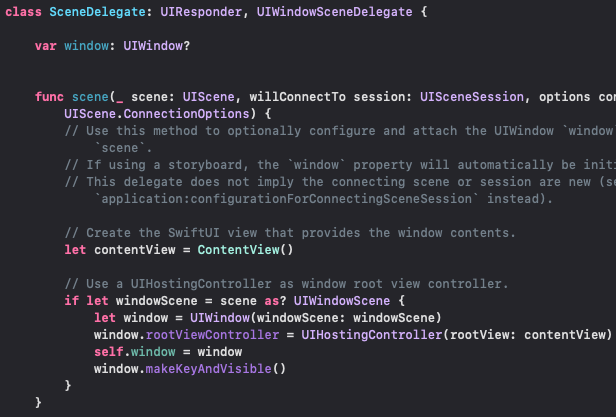 class SceneDelegate: UIResponder, UIWindowSceneDelegate {
var window: UIWindow?
func scene(_ scene: UIScene, willConnectTo session: UISceneSession, options
UIScene.ConnectionOptions) {
// Use this method to optionally configure and attach the UIWindow `window`
`scene`.
// If using a storyboard, the `window` property will automatically be
// This delegate does not imply the connecting scene or session are new
`application:configurationForConnectingSceneSession` instead).
// Create the SwiftUI view that provides the window contents.
let contentView = ContentView()
// Use a UIHostingController as window root view controller.
if let windowScene = scene as? UIWindowScene {
let window = UIWindow(windowScene: windowScene)
window.rootViewController = UIHostingController(rootView: contentView)
self.window = window
window.makeKeyAndVisible()
}
}